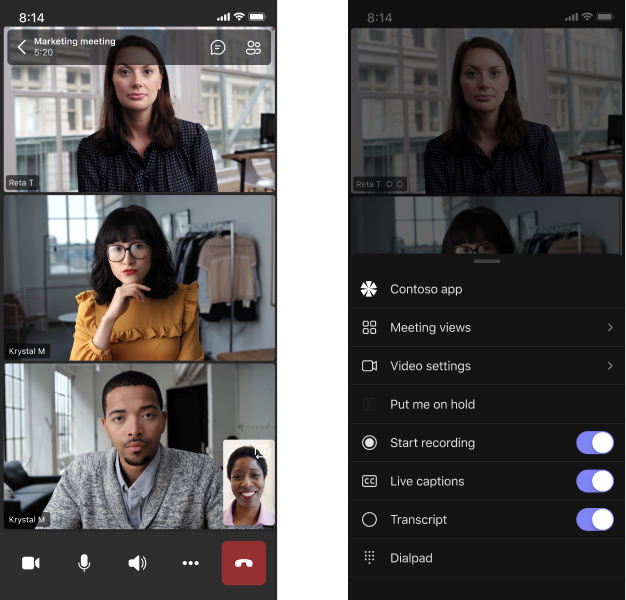 8:14
Marketing meeting
5:20
Reta T
Krystal M
Krystal M
8:14
Reta T
Contoso app
Meeting views
Video settings
Put me on hold
Start recording
CC Live captions
Transcript
Dialpad